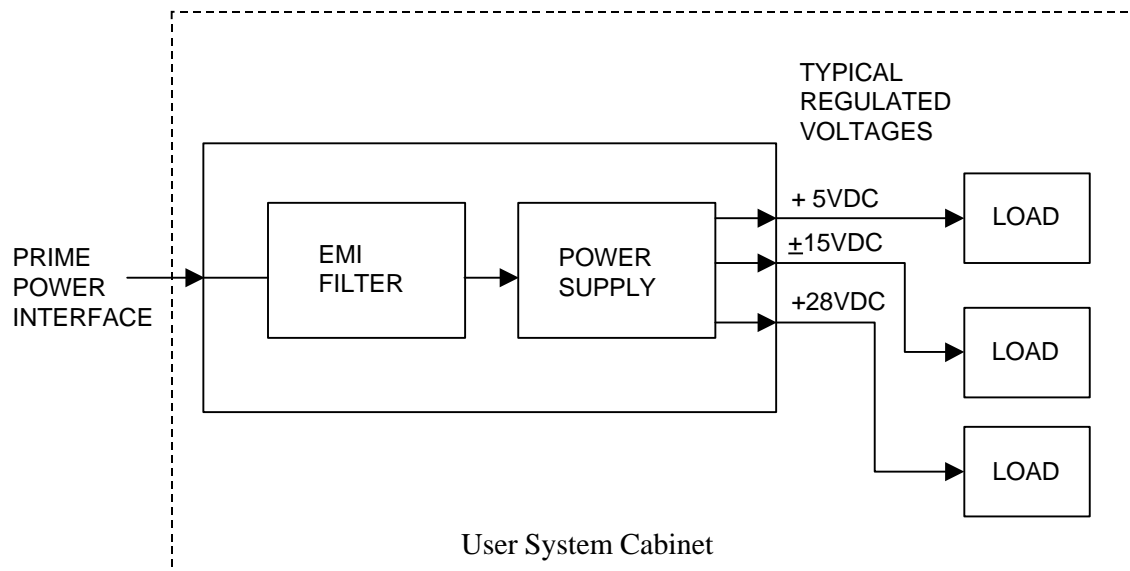 TYPICAL
REGULATED
VOLTAGES
PRIME
POWER
INTERFACE
EMI
FILTER
POWER
SUPPLY
+ 5VDC
±15VDC
+28VDC
LOAD
LOAD
LOAD
User System Cabinet